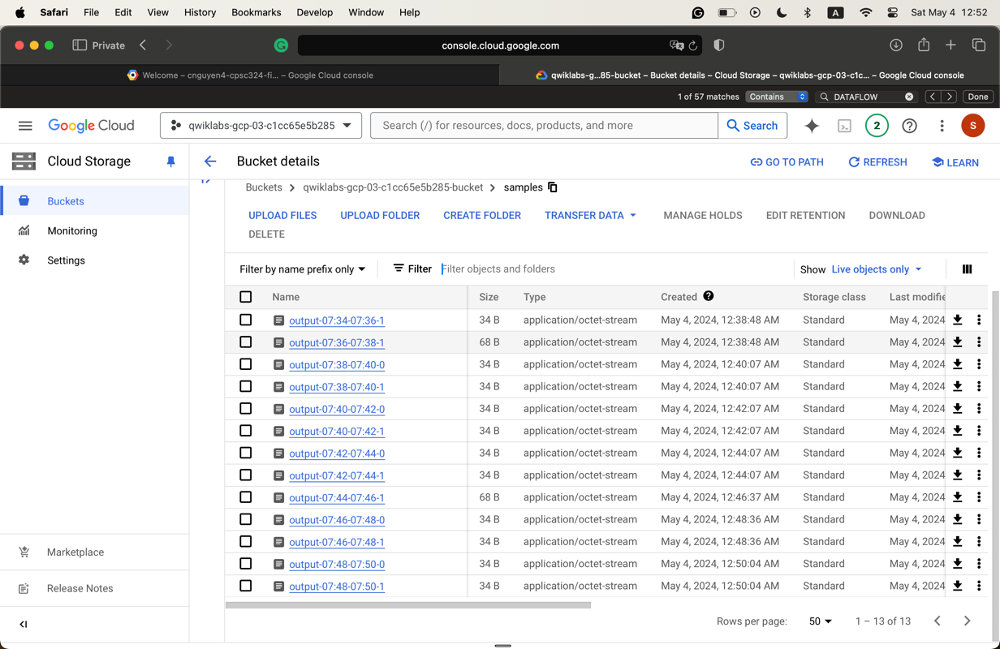 Safari File Edit View History Bookmarks Develop Window Help A Sat May 4 12:52
Private console.cloud.google.com
Welcome – cnguyen4-cpsc324-fi... – Google Cloud console qwiklabs-g...85-bucket – Bucket details – Cloud Storage – qwiklabs-gcp-03-c1c... – Google Cloud console
1 of 57 matches Contains DATAFLOW Done
Google Cloud qwiklabs-gcp-03-c1cc65e5b285 Search (/) for resources, docs, products, and more Search 2 S
Cloud Storage Bucket details GO TO PATH REFRESH LEARN
Buckets
Monitoring
Settings
Marketplace
Release Notes
Buckets > qwiklabs-gcp-03-c1cc65e5b285-bucket > samples
UPLOAD FILES UPLOAD FOLDER CREATE FOLDER TRANSFER DATA MANAGE HOLDS EDIT RETENTION DOWNLOAD
DELETE
Filter by name prefix only Filter Filter objects and folders Show Live objects only
Name Size Type Created Storage class Last modifie
output-07:34-07:36-1 34 B application/octet-stream May 4, 2024, 12:38:48 AM Standard May 4, 2024
output-07:36-07:38-1 68 B application/octet-stream May 4, 2024, 12:38:48 AM Standard May 4, 2024
output-07:38-07:40-0 34 B application/octet-stream May 4, 2024, 12:40:07 AM Standard May 4, 2024
output-07:38-07:40-1 34 B application/octet-stream May 4, 2024, 12:40:07 AM Standard May 4, 2024
output-07:40-07:42-0 34 B application/octet-stream May 4, 2024, 12:42:07 AM Standard May 4, 2024
output-07:40-07:42-1 34 B application/octet-stream May 4, 2024, 12:42:07 AM Standard May 4, 2024
output-07:42-07:44-0 34 B application/octet-stream May 4, 2024, 12:44:07 AM Standard May 4, 2024
output-07:42-07:44-1 34 B application/octet-stream May 4, 2024, 12:44:07 AM Standard May 4, 2024
output-07:44-07:46-1 68 B application/octet-stream May 4, 2024, 12:46:37 AM Standard May 4, 2024
output-07:46-07:48-0 34 B application/octet-stream May 4, 2024, 12:48:36 AM Standard May 4, 2024
output-07:46-07:48-1 34 B application/octet-stream May 4, 2024, 12:48:36 AM Standard May 4, 2024
output-07:48-07:50-0 34 B application/octet-stream May 4, 2024, 12:50:04 AM Standard May 4, 2024
output-07:48-07:50-1 34 B application/octet-stream May 4, 2024, 12:50:04 AM Standard May 4, 2024
Rows per page: 50 1 – 13 of 13